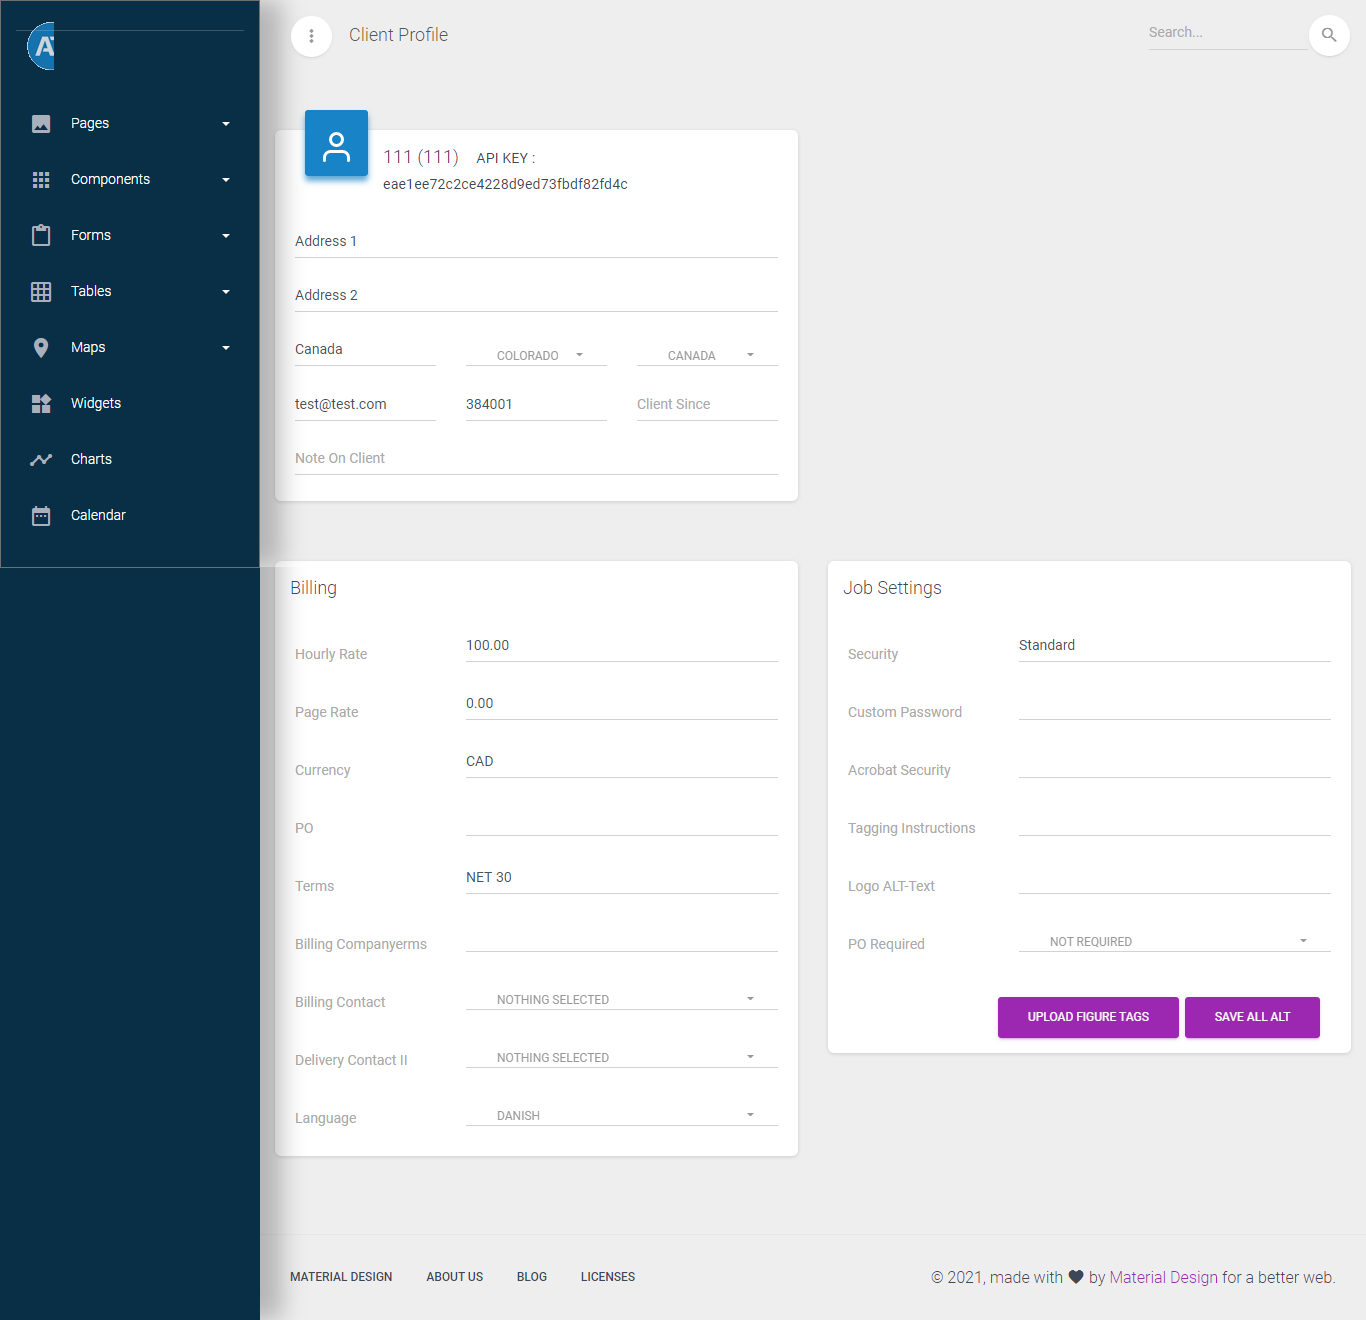 Client Profile
Search...
Pages
Components
Forms
Tables
Maps
Widgets
Charts
Calendar
111 (111) API KEY :
eae1ee72c2ce4228d9ed73fbdf82fd4c
Address 1
Address 2
Canada COLORADO CANADA
test@test.com 384001 Client Since
Note On Client
Billing
Hourly Rate 100.00
Page Rate 0.00
Currency CAD
PO
Terms NET 30
Billing Companyerms
Billing Contact NOTHING SELECTED
Delivery Contact II NOTHING SELECTED
Language DANISH
Job Settings
Security Standard
Custom Password
Acrobat Security
Tagging Instructions
Logo ALT-Text
PO Required NOT REQUIRED
UPLOAD FIGURE TAGS SAVE ALL ALT
MATERIAL DESIGN ABOUT US BLOG LICENSES
© 2021, made with ♥ by Material Design for a better web.